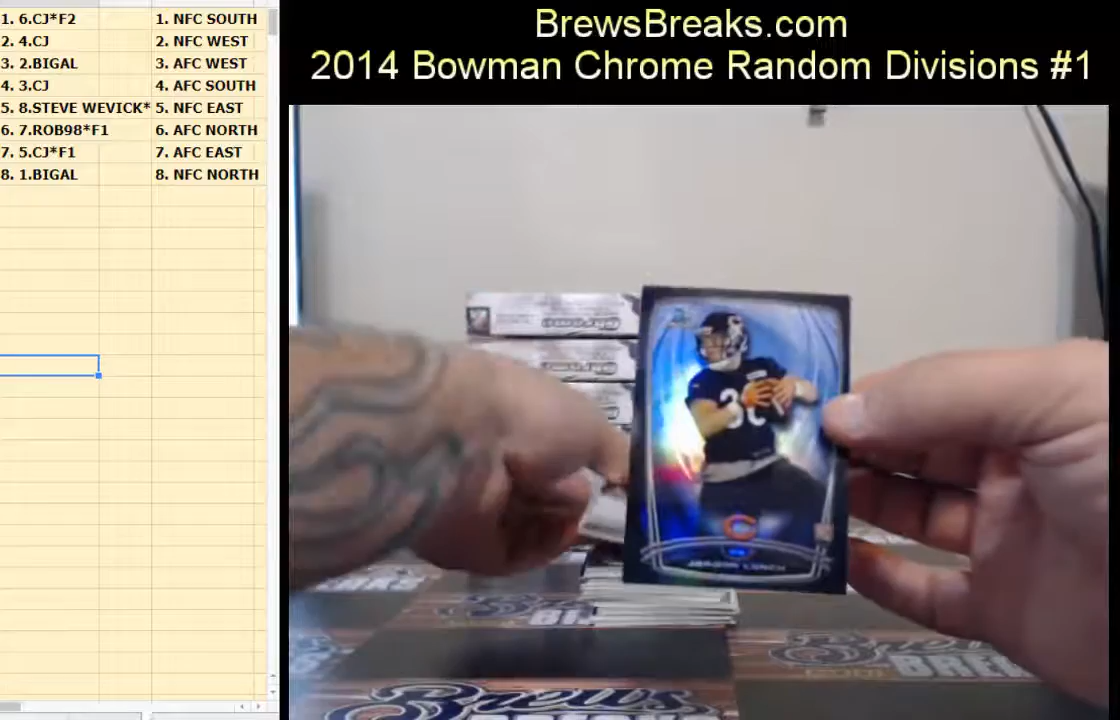 BrewsBreaks.com
2014 Bowman Chrome Random Divisions #1
1. 6.CJ*F2 1. NFC SOUTH
2. 4.CJ 2. NFC WEST
3. 2.BIGAL 3. AFC WEST
4. 3.CJ 4. AFC SOUTH
5. 8.STEVE WEVICK* 5. NFC EAST
6. 7.ROB98*F1 6. AFC NORTH
7. 5.CJ*F1 7. AFC EAST
8. 1.BIGAL 8. NFC NORTH
JORDON LYNCH
Brews